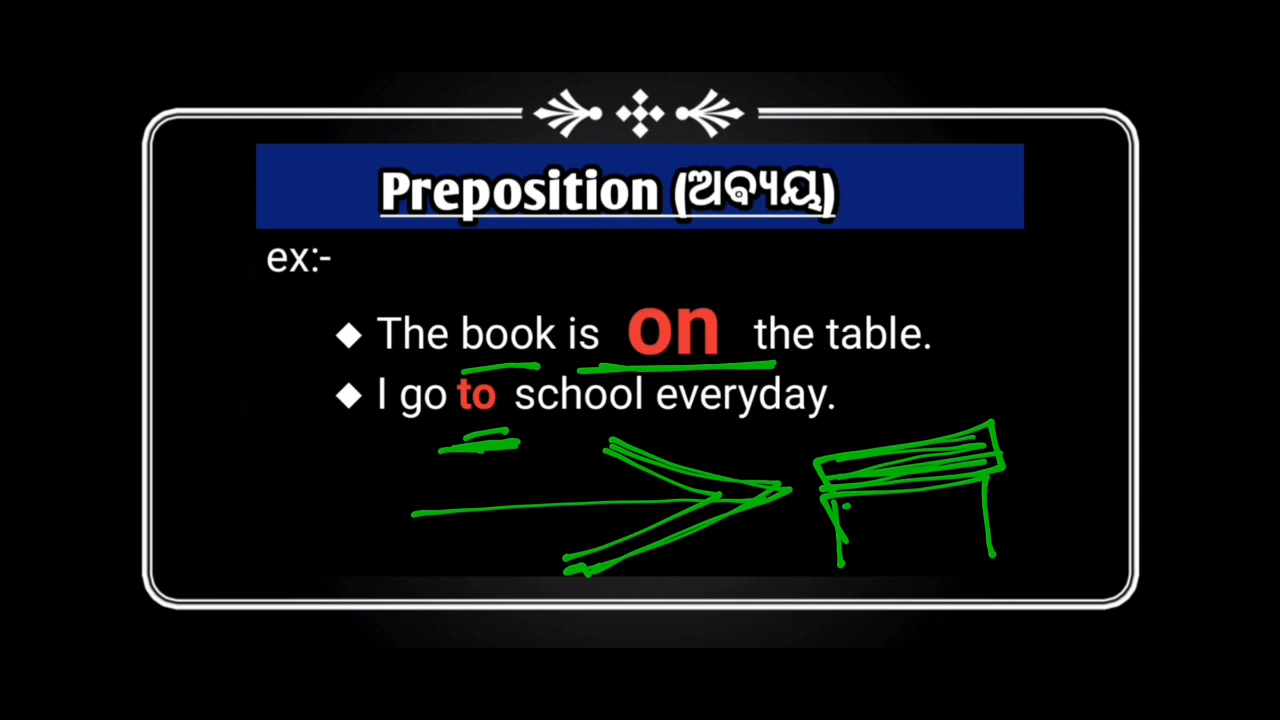 Preposition (ଅବ୍ୟୟ)
ex:-
◆ The book is on the table.
◆ I go to school everyday.